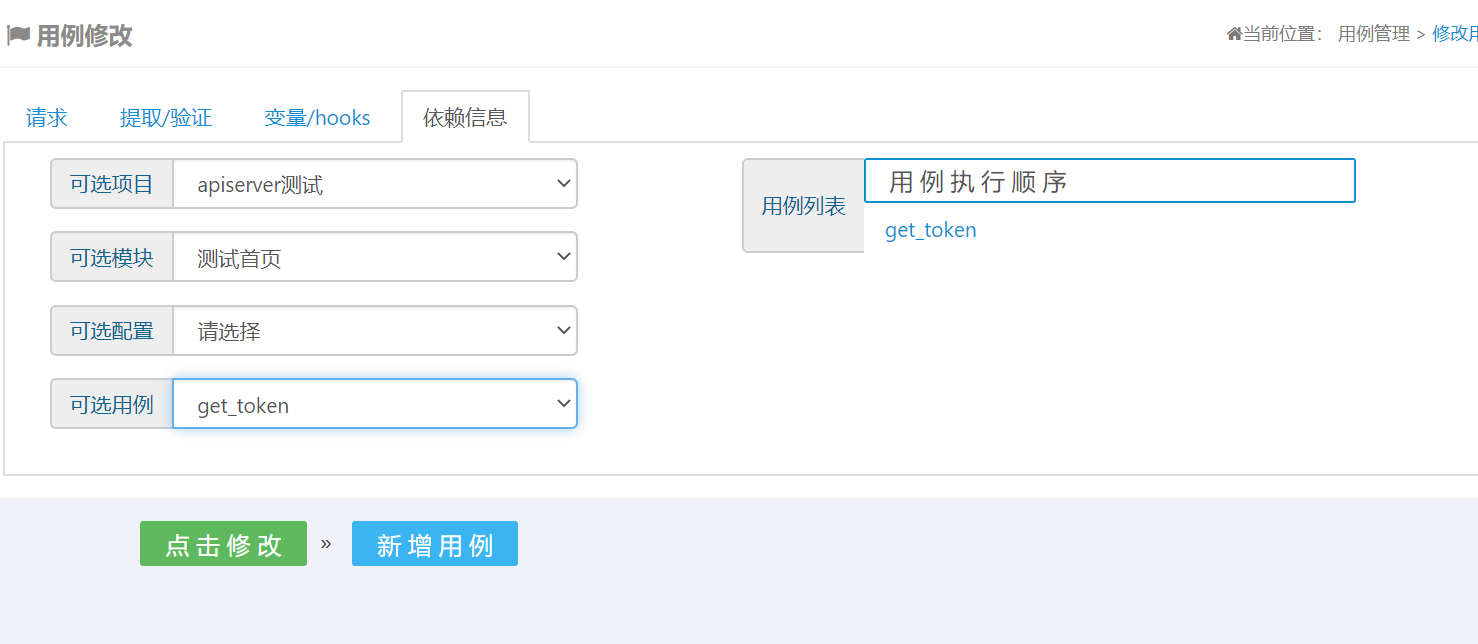 用例修改
当前位置： 用例管理 > 修改用
请求 提取/验证 变量/hooks 依赖信息
可选项目 apiserver测试
可选模块 测试首页
可选配置 请选择
可选用例 get_token
用例列表 用例执行顺序
get_token
点击修改 » 新增用例